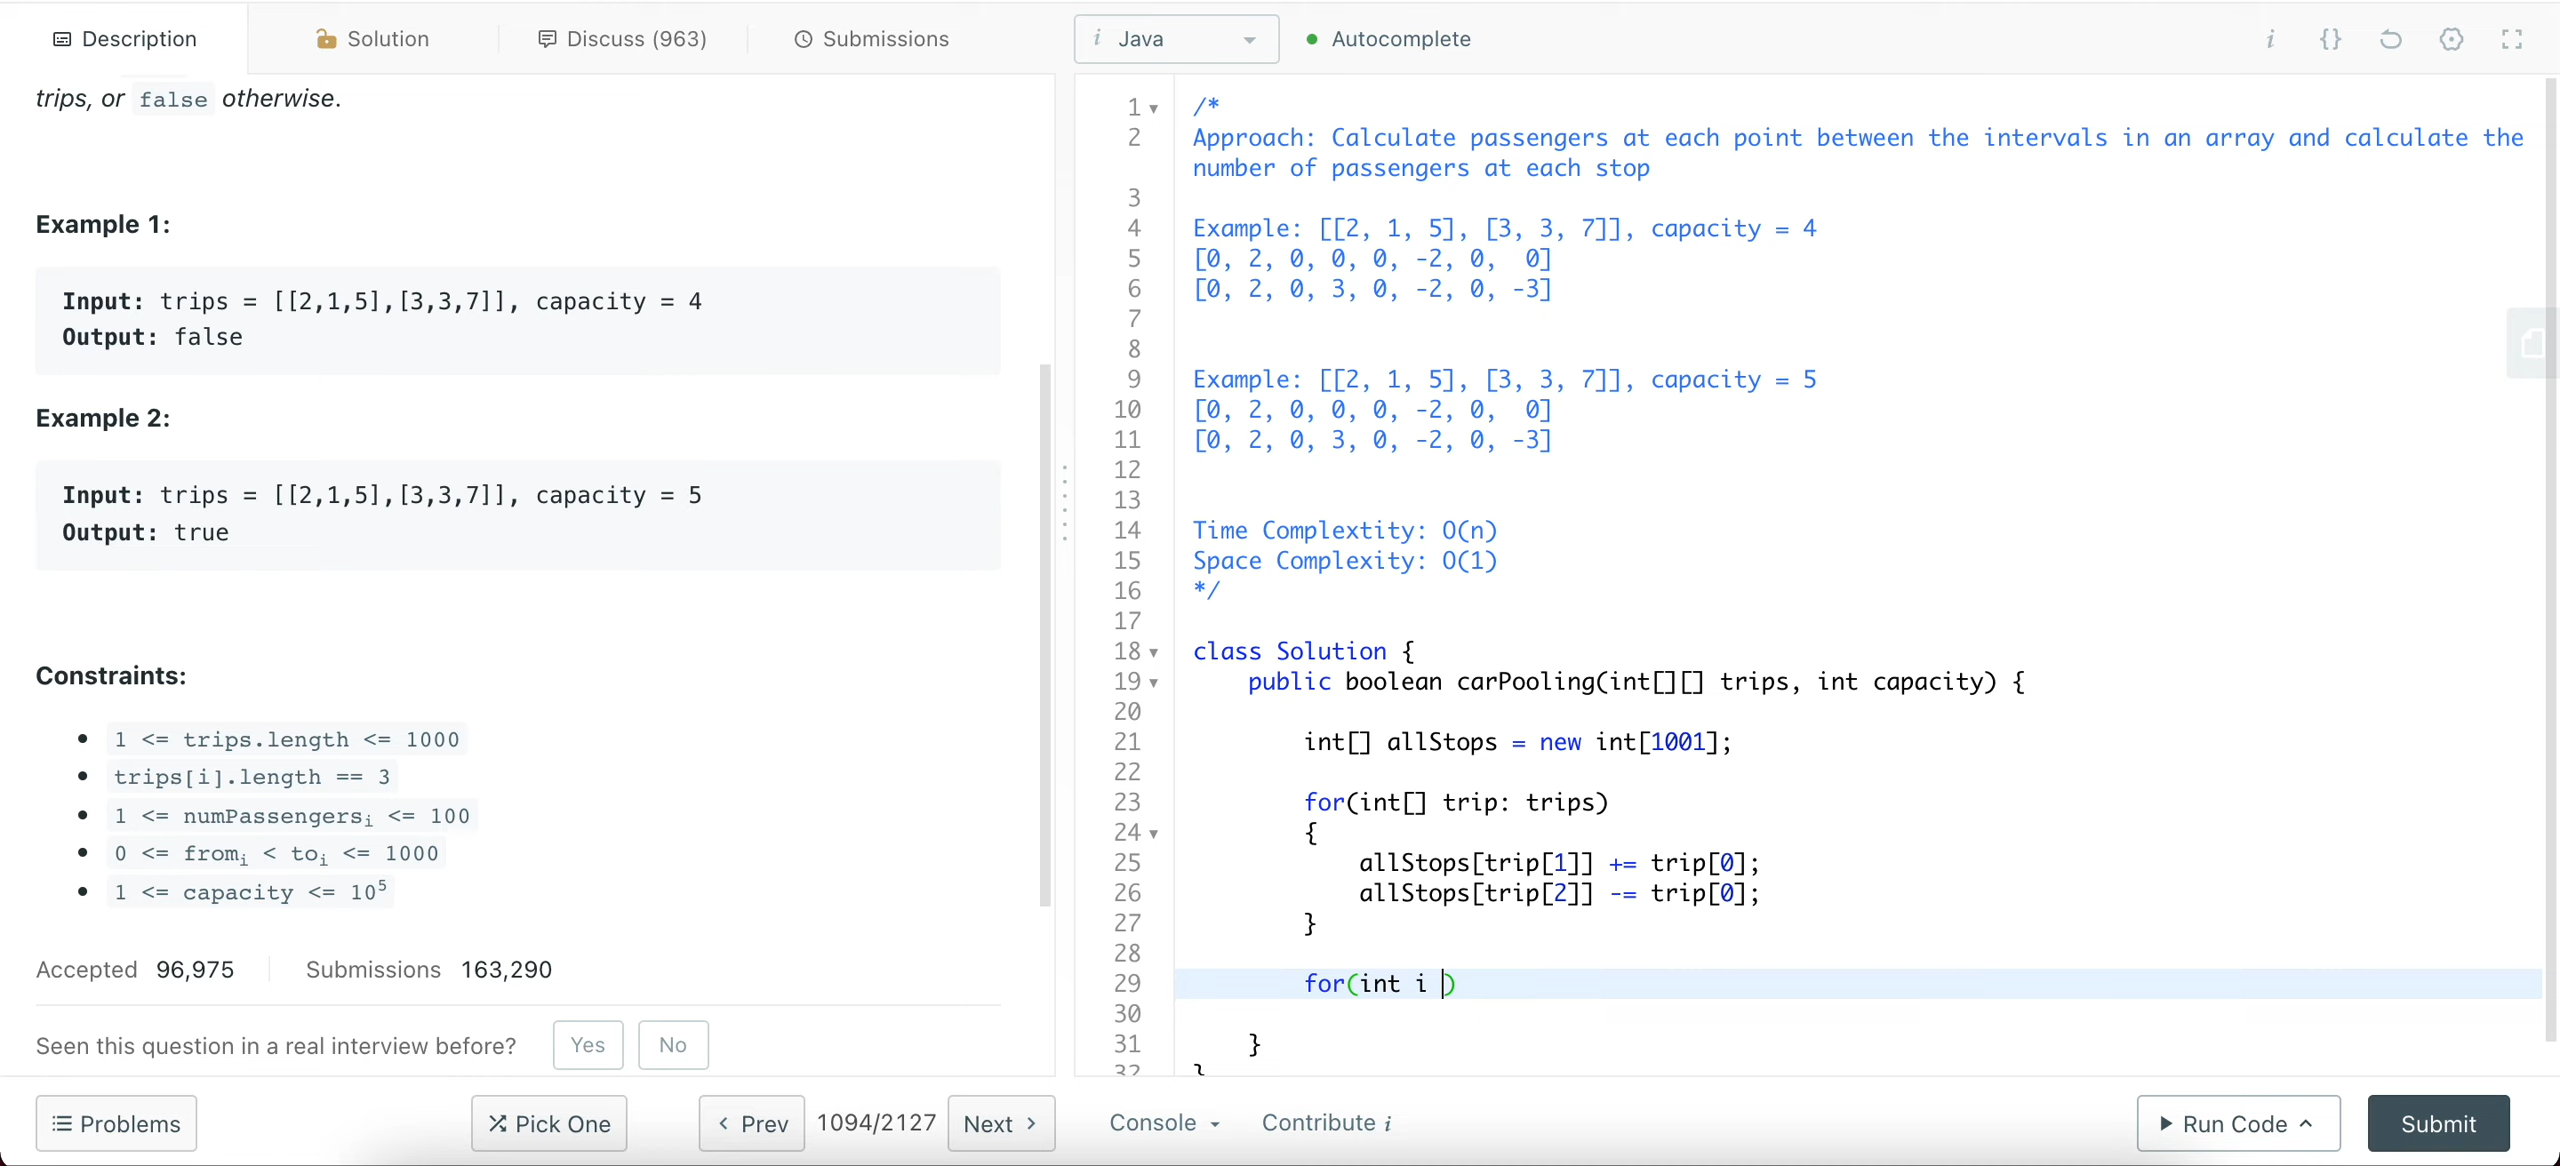 Description
Solution
Discuss (963)
Submissions
i Java
Autocomplete
i {}
trips, or false otherwise.
Example 1:
Input: trips = [[2,1,5],[3,3,7]], capacity = 4
Output: false
Example 2:
Input: trips = [[2,1,5],[3,3,7]], capacity = 5
Output: true
Constraints:
• 1 <= trips.length <= 1000
• trips[i].length == 3
• 1 <= numPassengersᵢ <= 100
• 0 <= fromᵢ < toᵢ <= 1000
• 1 <= capacity <= 10⁵
Accepted 96,975
Submissions 163,290
Seen this question in a real interview before?
Yes
No
1 /*
2 Approach: Calculate passengers at each point between the intervals in an array and calculate the
number of passengers at each stop
3
4 Example: [[2, 1, 5], [3, 3, 7]], capacity = 4
5 [0, 2, 0, 0, 0, -2, 0,  0]
6 [0, 2, 0, 3, 0, -2, 0, -3]
7
8
9 Example: [[2, 1, 5], [3, 3, 7]], capacity = 5
10 [0, 2, 0, 0, 0, -2, 0,  0]
11 [0, 2, 0, 3, 0, -2, 0, -3]
12
13
14 Time Complextity: O(n)
15 Space Complexity: O(1)
16 */
17
18 class Solution {
19     public boolean carPooling(int[][] trips, int capacity) {
20
21         int[] allStops = new int[1001];
22
23         for(int[] trip: trips)
24         {
25             allStops[trip[1]] += trip[0];
26             allStops[trip[2]] -= trip[0];
27         }
28
29         for(int i )
30
31     }
32 }
Problems
Pick One
< Prev
1094/2127
Next >
Console
Contribute i
Run Code
Submit